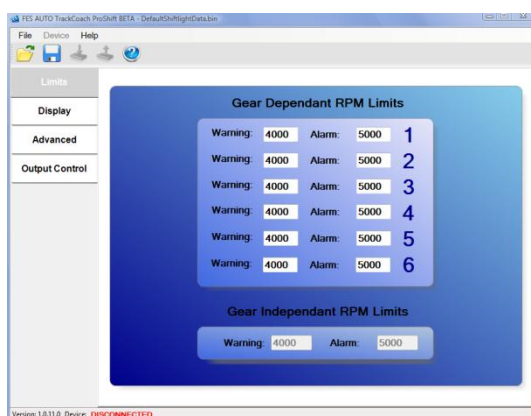 FES AUTO TrackCoach ProShift BETA - DefaultShiftlightData.bin
File Device Help
Limits
Display
Advanced
Output Control
Gear Dependant RPM Limits
Warning: 4000 Alarm: 5000 1
Warning: 4000 Alarm: 5000 2
Warning: 4000 Alarm: 5000 3
Warning: 4000 Alarm: 5000 4
Warning: 4000 Alarm: 5000 5
Warning: 4000 Alarm: 5000 6
Gear Independant RPM Limits
Warning: 4000 Alarm: 5000
Version: 1.0.11.0 Device: DISCONNECTED